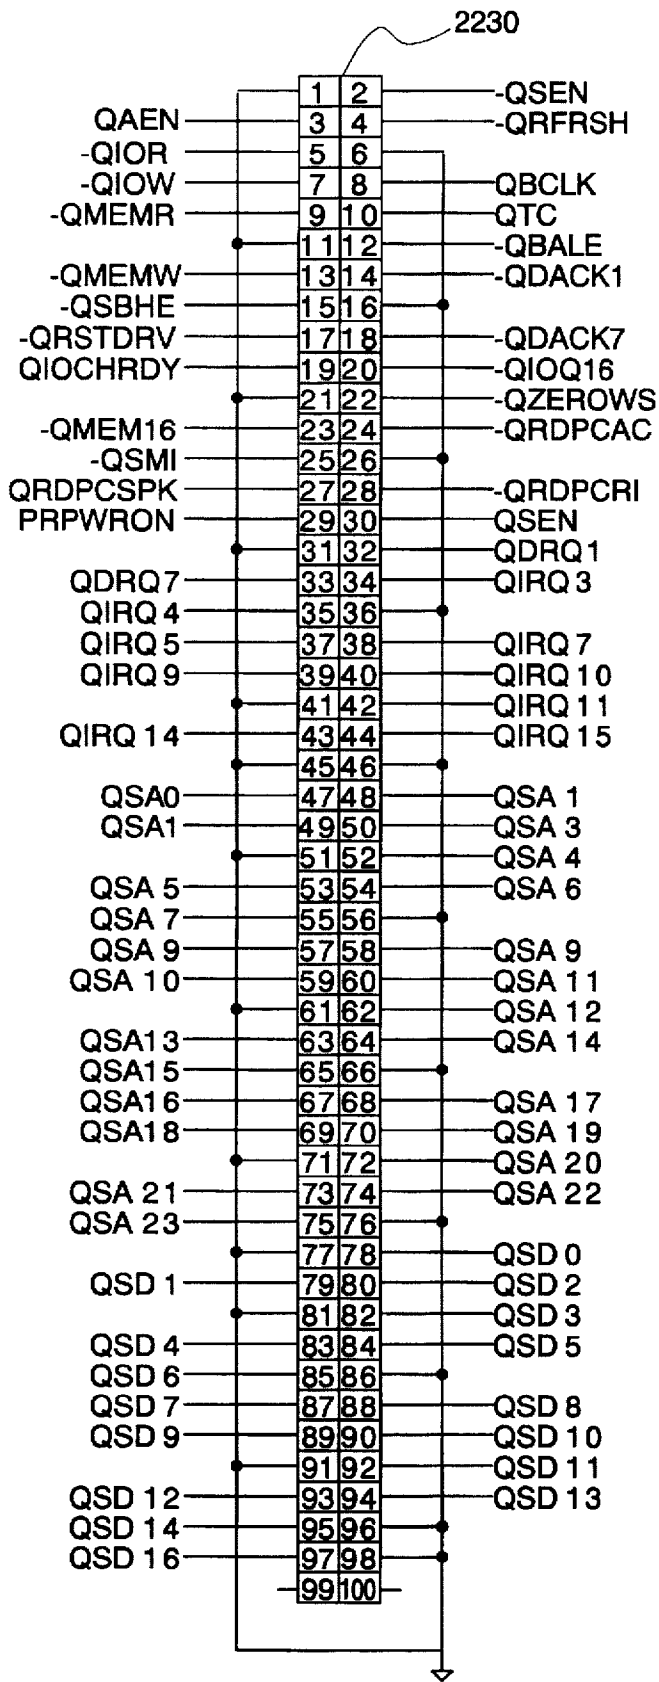 2230
1 2 -QSEN
QAEN 3 4 -QRFRSH
-QIOR 5 6
-QIOW 7 8 QBCLK
-QMEMR 9 10 QTC
11 12 -QBALE
-QMEMW 13 14 -QDACK1
-QSBHE 15 16
-QRSTDRV 17 18 -QDACK7
QIOCHRDY 19 20 -QIOQ16
21 22 -QZEROWS
-QMEM16 23 24 -QRDPCAC
-QSMI 25 26
QRDPCSPK 27 28 -QRDPCRI
PRPWRON 29 30 QSEN
31 32 QDRQ1
QDRQ7 33 34 QIRQ 3
QIRQ 4 35 36
QIRQ 5 37 38 QIRQ 7
QIRQ 9 39 40 QIRQ 10
41 42 QIRQ 11
QIRQ 14 43 44 QIRQ 15
45 46
QSA0 47 48 QSA 1
QSA1 49 50 QSA 3
51 52 QSA 4
QSA 5 53 54 QSA 6
QSA 7 55 56
QSA 9 57 58 QSA 9
QSA 10 59 60 QSA 11
61 62 QSA 12
QSA13 63 64 QSA 14
QSA15 65 66
QSA16 67 68 QSA 17
QSA18 69 70 QSA 19
71 72 QSA 20
QSA 21 73 74 QSA 22
QSA 23 75 76
77 78 QSD 0
QSD 1 79 80 QSD 2
81 82 QSD 3
QSD 4 83 84 QSD 5
QSD 6 85 86
QSD 7 87 88 QSD 8
QSD 9 89 90 QSD 10
91 92 QSD 11
QSD 12 93 94 QSD 13
QSD 14 95 96
QSD 16 97 98
99 100